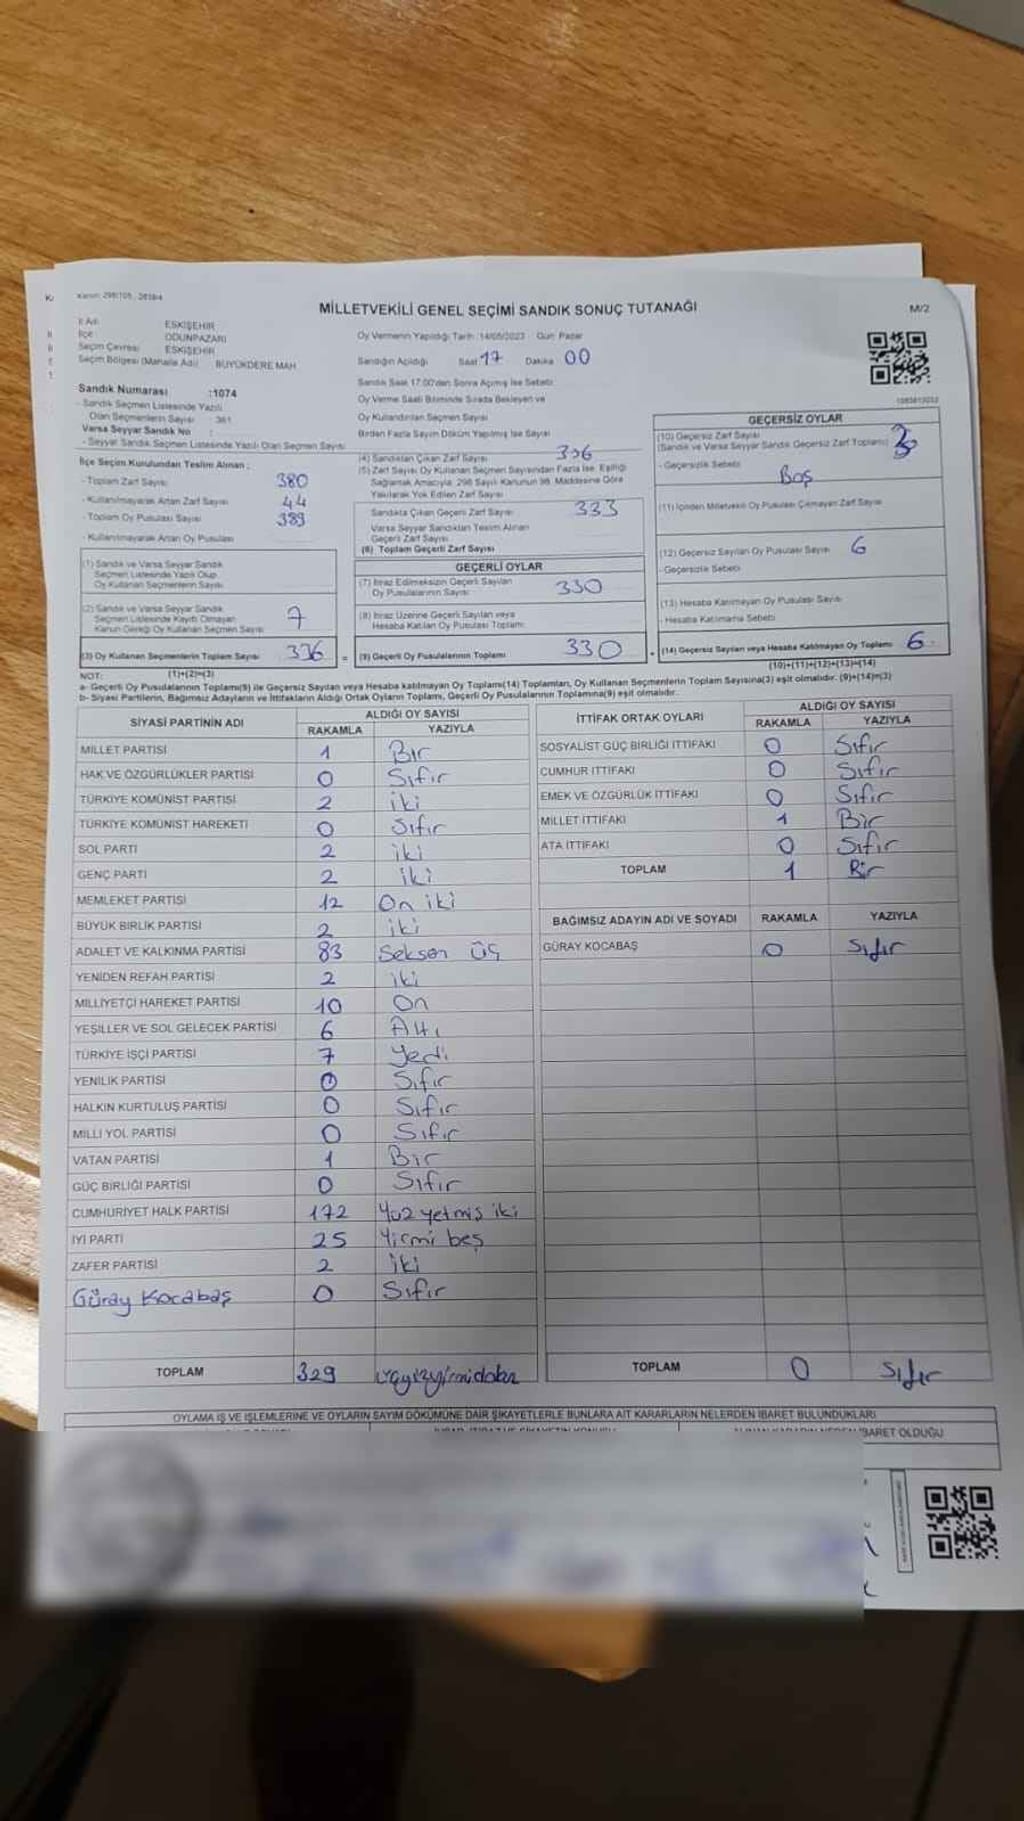 Kanun: 298/105 - 2839/4
MİLLETVEKİLİ GENEL SEÇİMİ SANDIK SONUÇ TUTANAĞI
M/2
İl Adı ESKİŞEHİR
İlçe ODUNPAZARI
Seçim Çevresi ESKİŞEHİR
Seçim Bölgesi (Mahalle Adı) BÜYÜKDERE MAH
Sandık Numarası :1074
- Sandık Seçmen Listesinde Yazılı
Olan Seçmenlerin Sayısı : 361
Varsa Seyyar Sandık No :
- Seyyar Sandık Seçmen Listesinde Yazılı Olan Seçmen Sayısı
İlçe Seçim Kurulundan Teslim Alınan :
- Toplam Zarf Sayısı 380
- Kullanılmayarak Artan Zarf Sayısı 44
- Toplam Oy Pusulası Sayısı 389
- Kullanılmayarak Artan Oy Pusulası
(1) Sandık ve Varsa Seyyar Sandık
Seçmen Listesinde Yazılı Olup
Oy Kullanan Seçmenlerin Sayısı
(2) Sandık ve Varsa Seyyar Sandık
Seçmen Listesinde Kayıtlı Olmayan
Kanun Gereği Oy Kullanan Seçmen Sayısı 7
(3) Oy Kullanan Seçmenlerin Toplam Sayısı 336 =
(1)+(2)=(3)
Oy Vermenin Yapıldığı Tarih : 14/05/2023 Gün: Pazar
Sandığın Açıldığı Saat 17 Dakika 00
Sandık Saat 17:00'dan Sonra Açılmış İse Sebebi
Oy Verme Saati Bitiminde Sırada Bekleyen ve
Oy Kullandırılan Seçmen Sayısı
Birden Fazla Sayım Döküm Yapılmış İse Sayısı
(4) Sandıktan Çıkan Zarf Sayısı 336
(5) Zarf Sayısı Oy Kullanan Seçmen Sayısından Fazla İse, Eşitliği
Sağlamak Amacıyla, 298 Sayılı Kanunun 98. Maddesine Göre
Yakılarak Yok Edilen Zarf Sayısı
Sandıkta Çıkan Geçerli Zarf Sayısı 333
Varsa Seyyar Sandıktan Teslim Alınan
Geçerli Zarf Sayısı
(6) Toplam Geçerli Zarf Sayısı
GEÇERLİ OYLAR
(7) İtiraz Edilmeksizin Geçerli Sayılan
Oy Pusulalarının Sayısı 330
(8) İtiraz Üzerine Geçerli Sayılan veya
Hesaba Katılan Oy Pusulası Toplamı
(9) Geçerli Oy Pusulalarının Toplamı 330 +
GEÇERSİZ OYLAR
(10) Geçersiz Zarf Sayısı
(Sandık ve Varsa Seyyar Sandık Geçersiz Zarf Toplamı) 3
- Geçersizlik Sebebi Boş
(11) İçinden Milletvekili Oy Pusulası Çıkmayan Zarf Sayısı
(12) Geçersiz Sayılan Oy Pusulası Sayısı 6
- Geçersizlik Sebebi
(13) Hesaba Katılmayan Oy Pusulası Sayısı
- Hesaba Katılmama Sebebi
(14) Geçersiz Sayılan veya Hesaba Katılmayan Oy Toplamı 6
(10)+(11)+(12)+(13)=(14)
NOT:
a- Geçerli Oy Pusulalarının Toplamı(9) ile Geçersiz Sayılan veya Hesaba katılmayan Oy Toplamı(14) Toplamları, Oy Kullanan Seçmenlerin Toplam Sayısına(3) eşit olmalıdır. (9)+(14)=(3)
b- Siyasi Partilerin, Bağımsız Adayların ve İttifakların Aldığı Ortak Oyların Toplamı, Geçerli Oy Pusulalarının Toplamına(9) eşit olmalıdır.
SİYASİ PARTİNİN ADI ALDIĞI OY SAYISI
RAKAMLA YAZIYLA
MİLLET PARTİSİ 1 Bir
HAK VE ÖZGÜRLÜKLER PARTİSİ 0 Sıfır
TÜRKİYE KOMÜNİST PARTİSİ 2 iki
TÜRKİYE KOMÜNİST HAREKETİ 0 Sıfır
SOL PARTİ 2 iki
GENÇ PARTİ 2 iki
MEMLEKET PARTİSİ 12 On iki
BÜYÜK BİRLİK PARTİSİ 2 iki
ADALET VE KALKINMA PARTİSİ 83 Seksen Üç
YENİDEN REFAH PARTİSİ 2 iki
MİLLİYETÇİ HAREKET PARTİSİ 10 On
YEŞİLLER VE SOL GELECEK PARTİSİ 6 Altı
TÜRKİYE İŞÇİ PARTİSİ 7 Yedi
YENİLİK PARTİSİ 0 Sıfır
HALKIN KURTULUŞ PARTİSİ 0 Sıfır
MİLLİ YOL PARTİSİ 0 Sıfır
VATAN PARTİSİ 1 Bir
GÜÇ BİRLİĞİ PARTİSİ 0 Sıfır
CUMHURİYET HALK PARTİSİ 172 Yüz yetmiş iki
İYİ PARTİ 25 Yirmi beş
ZAFER PARTİSİ 2 iki
Güray Kocabaş 0 Sıfır
TOPLAM 329 üçyüzyirmidokuz
İTTİFAK ORTAK OYLARI ALDIĞI OY SAYISI
RAKAMLA YAZIYLA
SOSYALİST GÜÇ BİRLİĞİ İTTİFAKI 0 Sıfır
CUMHUR İTTİFAKI 0 Sıfır
EMEK VE ÖZGÜRLÜK İTTİFAKI 0 Sıfır
MİLLET İTTİFAKI 1 Bir
ATA İTTİFAKI 0 Sıfır
TOPLAM 1 Bir
BAĞIMSIZ ADAYIN ADI VE SOYADI RAKAMLA YAZIYLA
GÜRAY KOCABAŞ 0 Sıfır
TOPLAM 0 Sıfır
OYLAMA İŞ VE İŞLEMLERİNE VE OYLARIN SAYIM DÖKÜMÜNE DAİR ŞİKAYETLERLE BUNLARA AİT KARARLARIN NELERDEN İBARET BULUNDUKLARI
İBARET OLDUĞU